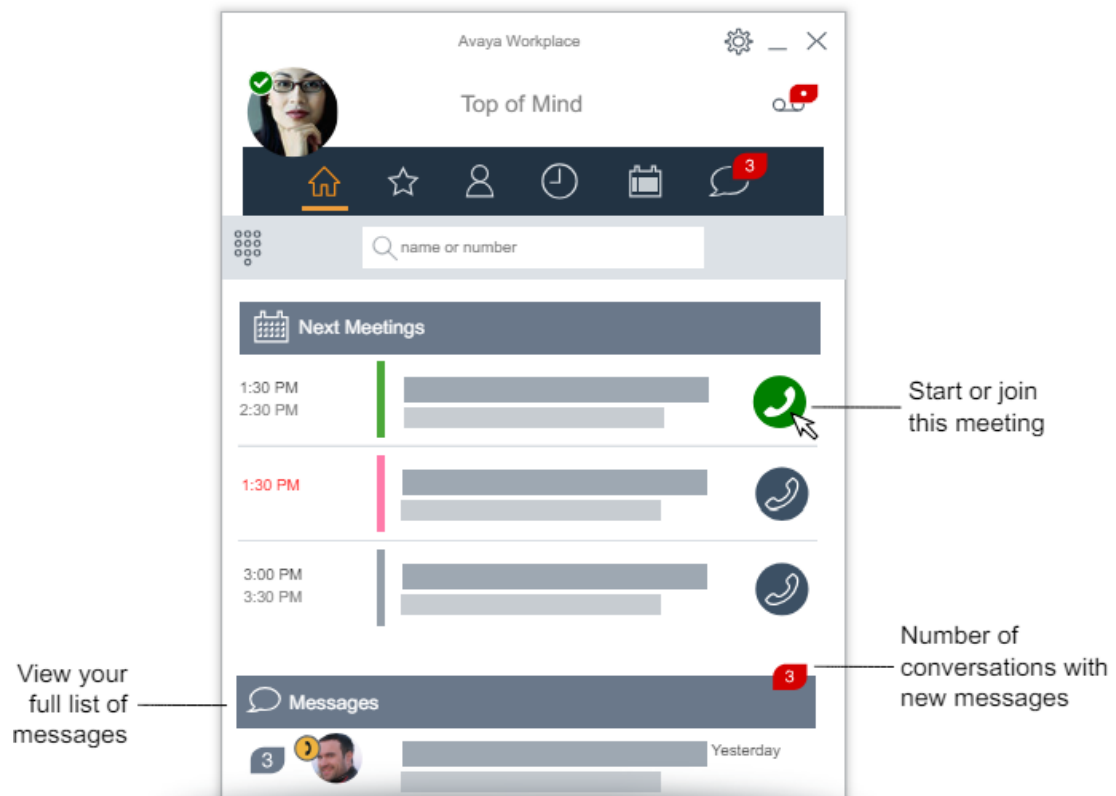 Avaya Workplace
Top of Mind
3
name or number
Next Meetings
1:30 PM
2:30 PM
Start or join
this meeting
1:30 PM
3:00 PM
3:30 PM
Number of
conversations with
new messages
3
View your
full list of
messages
Messages
3
Yesterday